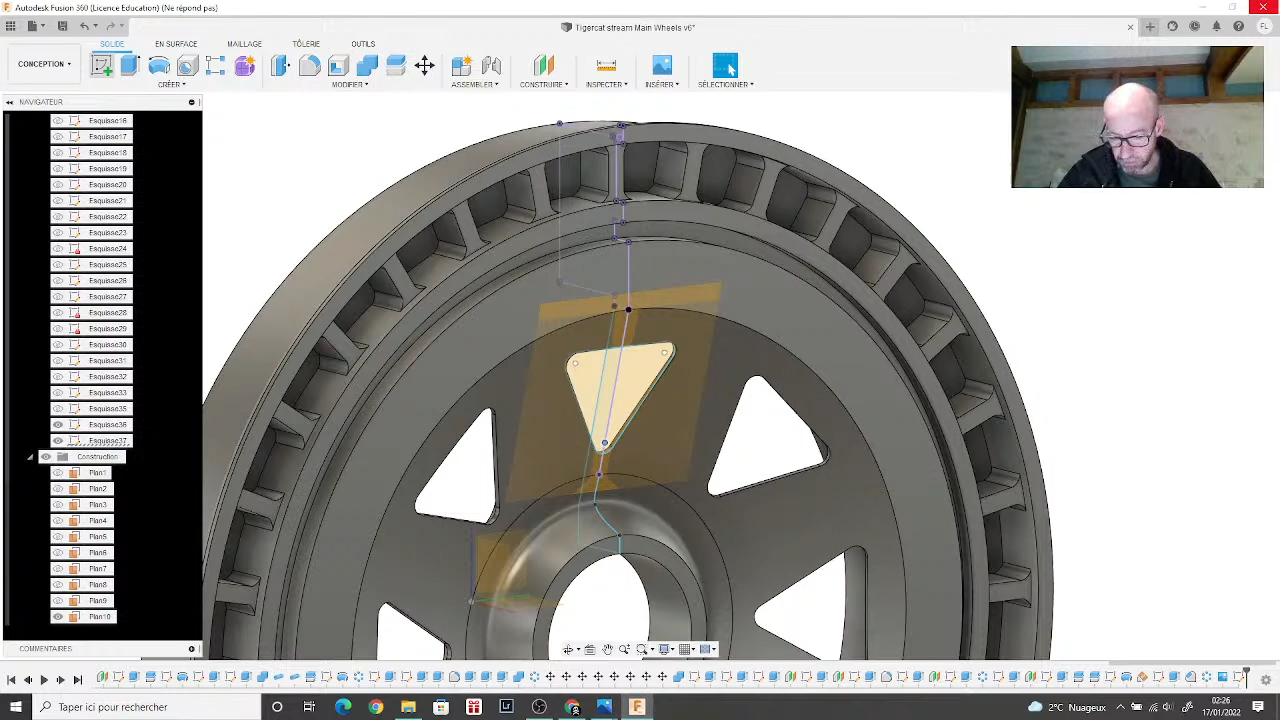 Autodesk Fusion 360 (Licence Education) (Ne répond pas)
Tigercat stream Main Wheels v6*
FL
SOLIDE EN SURFACE MAILLAGE TÔLERIE OUTILS
CONCEPTION
CRÉER MODIFIER ASSEMBLER CONSTRUIRE INSPECTER INSÉRER SÉLECTIONNER
NAVIGATEUR
Esquisse16
Esquisse17
Esquisse18
Esquisse19
Esquisse20
Esquisse21
Esquisse22
Esquisse23
Esquisse24
Esquisse25
Esquisse26
Esquisse27
Esquisse28
Esquisse29
Esquisse30
Esquisse31
Esquisse32
Esquisse33
Esquisse35
Esquisse36
Esquisse37
Construction
Plan1
Plan2
Plan3
Plan4
Plan5
Plan6
Plan7
Plan8
Plan9
Plan10
COMMENTAIRES
Taper ici pour rechercher
2°C Nuageux
02:26
17/01/2022